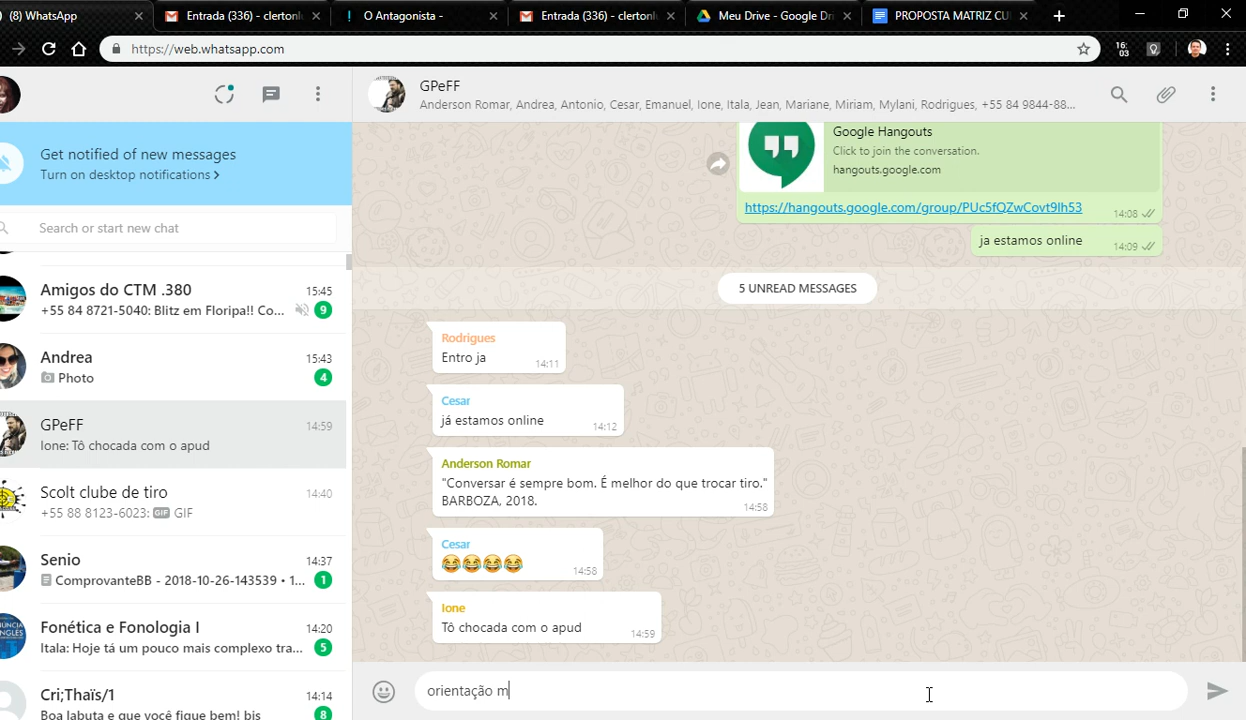 (8) WhatsApp
Entrada (336) - clertonl
O Antagonista -
Entrada (336) - clertonl
Meu Drive - Google Dri
PROPOSTA MATRIZ CU
https://web.whatsapp.com
16:
03
GPeFF
Anderson Romar, Andrea, Antonio, Cesar, Emanuel, Ione, Itala, Jean, Mariane, Miriam, Mylani, Rodrigues, +55 84 9844-88...
Get notified of new messages
Turn on desktop notifications >
Search or start new chat
Amigos do CTM .380
15:45
+55 84 8721-5040: Blitz em Floripa!! Co...
9
Andrea
15:43
Photo
4
GPeFF
14:59
Ione: Tô chocada com o apud
Scolt clube de tiro
14:40
+55 88 8123-6023: GIF GIF
Senio
14:37
ComprovanteBB - 2018-10-26-143539 • 1...
1
Fonética e Fonologia I
14:20
Itala: Hoje tá um pouco mais complexo tra...
5
Cri;Thaïs/1
14:14
Boa labuta e que você fique bem! bjs
8
Google Hangouts
Click to join the conversation.
hangouts.google.com
https://hangouts.google.com/group/PUc5fQZwCovt9lh53
14:08
ja estamos online
14:09
5 UNREAD MESSAGES
Rodrigues
Entro ja
14:11
Cesar
já estamos online
14:12
Anderson Romar
"Conversar é sempre bom. É melhor do que trocar tiro."
BARBOZA, 2018.
14:58
Cesar
😂😂😂😂
14:58
Ione
Tô chocada com o apud
14:59
orientação m